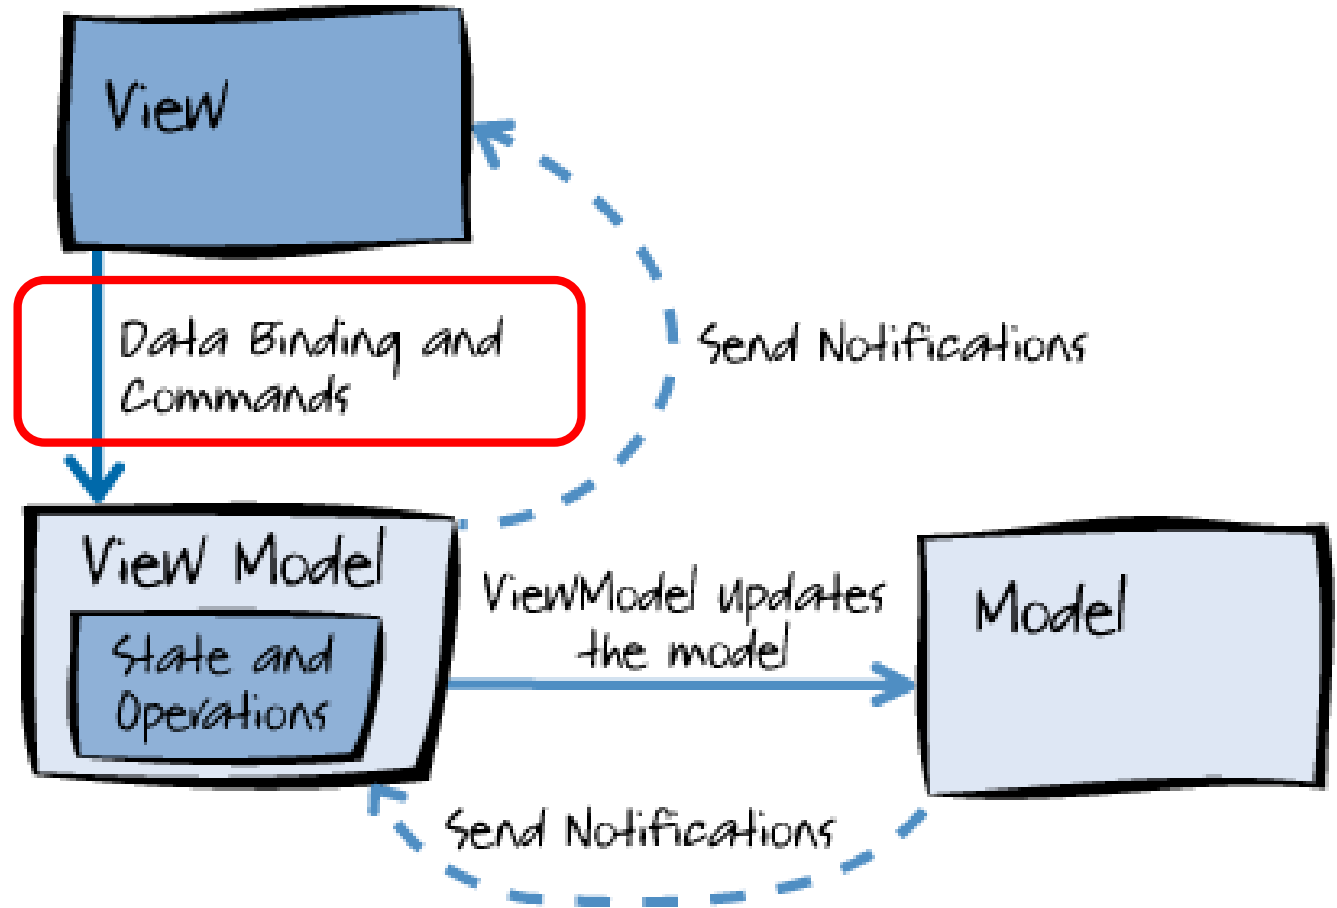 View
Data Binding and
Commands
Send Notifications
View Model
State and
Operations
ViewModel updates
the model
Model
Send Notifications